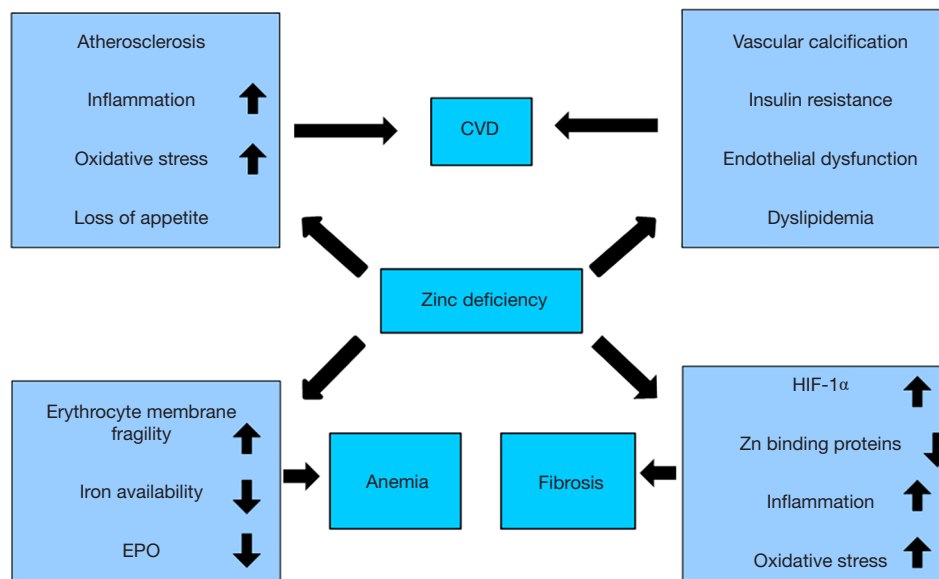 Atherosclerosis
Inflammation
Oxidative stress
Loss of appetite
CVD
Vascular calcification
Insulin resistance
Endothelial dysfunction
Dyslipidemia
Zinc deficiency
Erythrocyte membrane
fragility
Iron availability
EPO
Anemia
Fibrosis
HIF-1α
Zn binding proteins
Inflammation
Oxidative stress